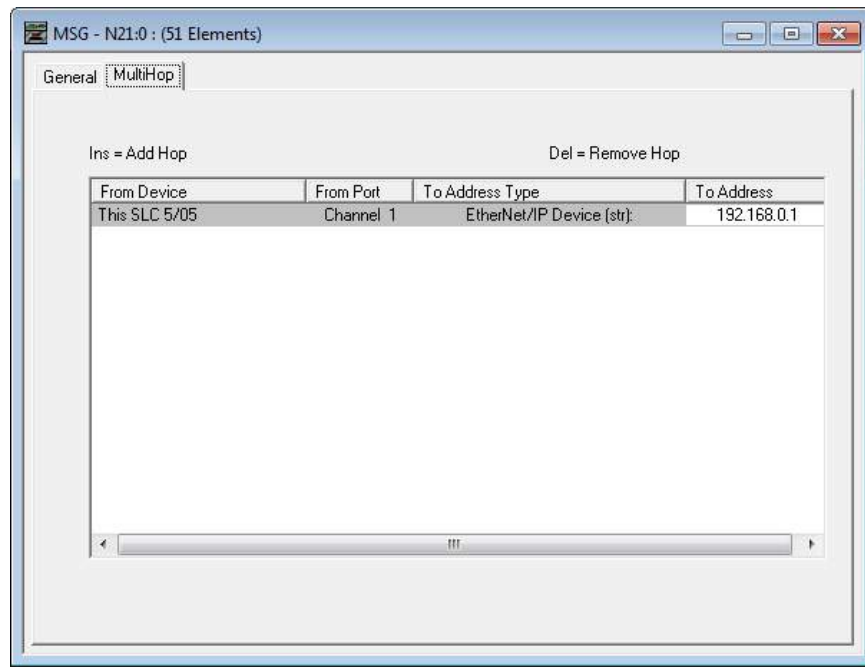 MSG - N21:0 : (51 Elements)
General MultiHop
Ins = Add Hop Del = Remove Hop
From Device From Port To Address Type To Address
This SLC 5/05 Channel 1 EtherNet/IP Device (str): 192.168.0.1